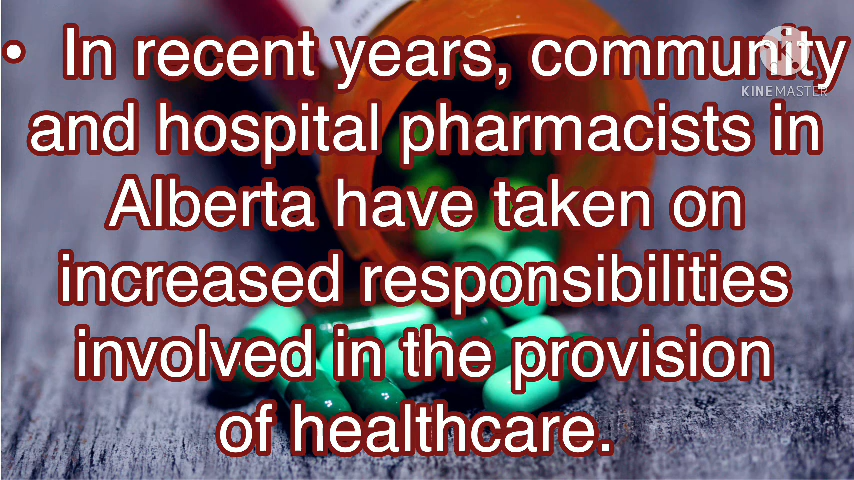 • In recent years, community
KINEMASTER
and hospital pharmacists in
Alberta have taken on
increased responsibilities
involved in the provision
of healthcare.